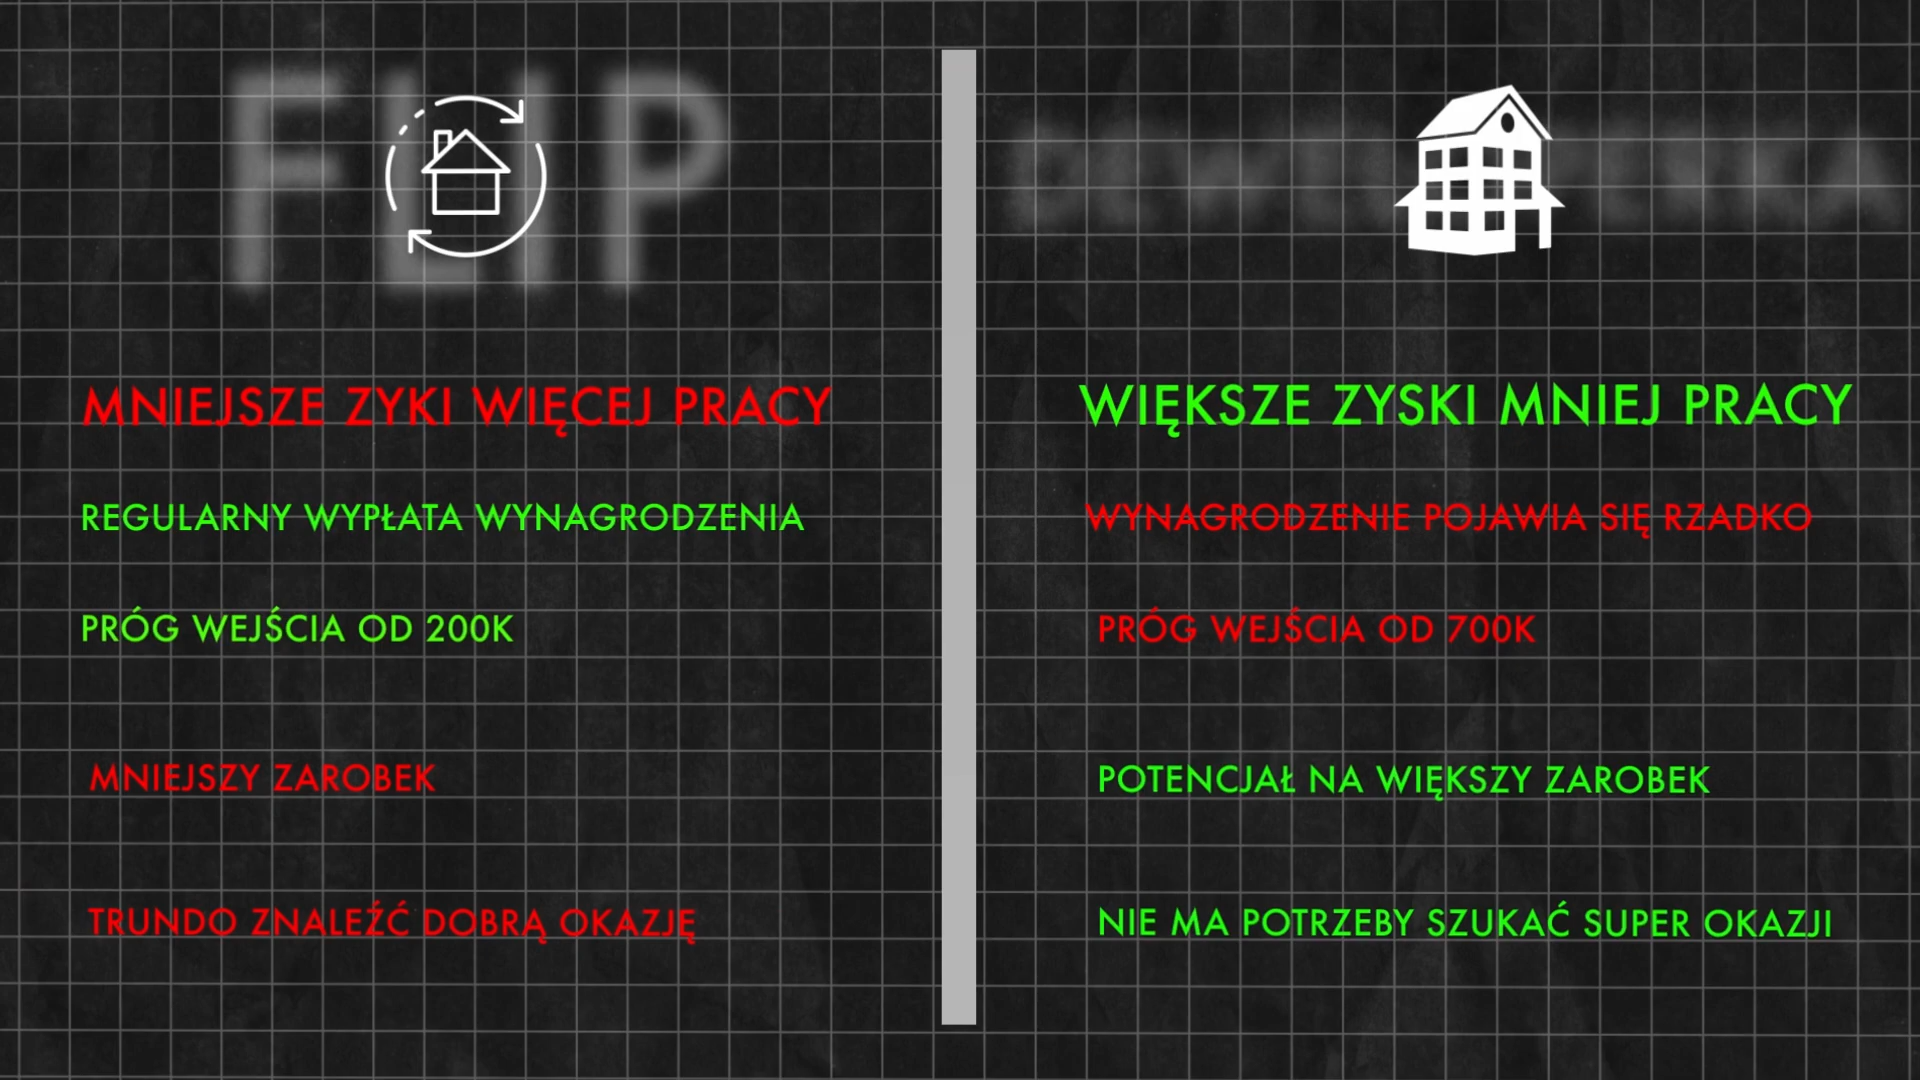 FLIP
MNIEJSZE ZYKI WIĘCEJ PRACY
REGULARNY WYPŁATA WYNAGRODZENIA
PRÓG WEJŚCIA OD 200K
MNIEJSZY ZAROBEK
TRUNDO ZNALEŹĆ DOBRĄ OKAZJĘ
WIĘKSZE ZYSKI MNIEJ PRACY
WYNAGRODZENIE POJAWIA SIĘ RZADKO
PRÓG WEJŚCIA OD 700K
POTENCJAŁ NA WIĘKSZY ZAROBEK
NIE MA POTRZEBY SZUKAĆ SUPER OKAZJI